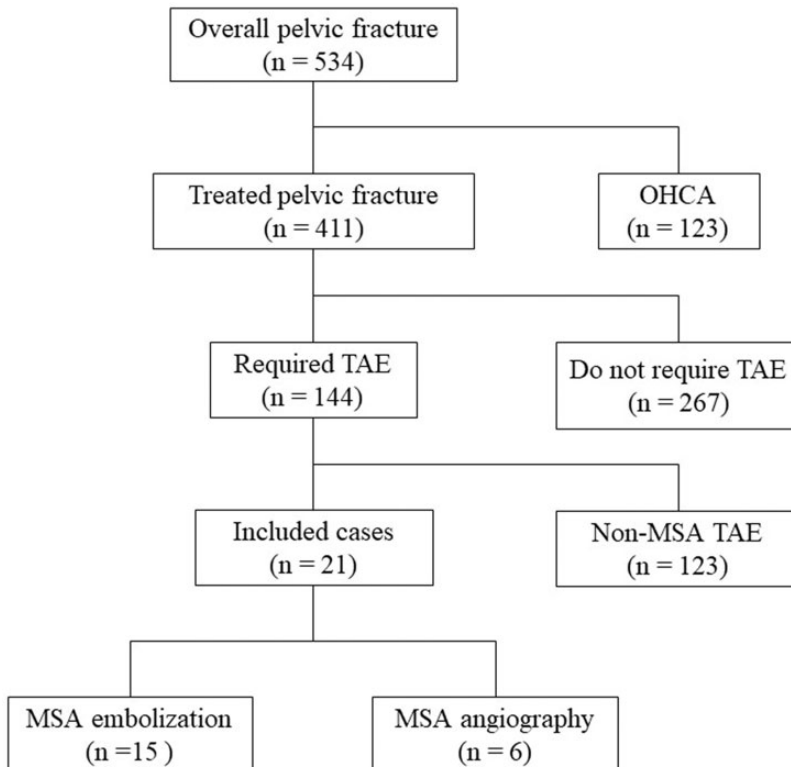 Overall pelvic fracture
(n = 534)
Treated pelvic fracture
(n = 411)
OHCA
(n = 123)
Required TAE
(n = 144)
Do not require TAE
(n = 267)
Included cases
(n = 21)
Non-MSA TAE
(n = 123)
MSA embolization
(n =15 )
MSA angiography
(n = 6)